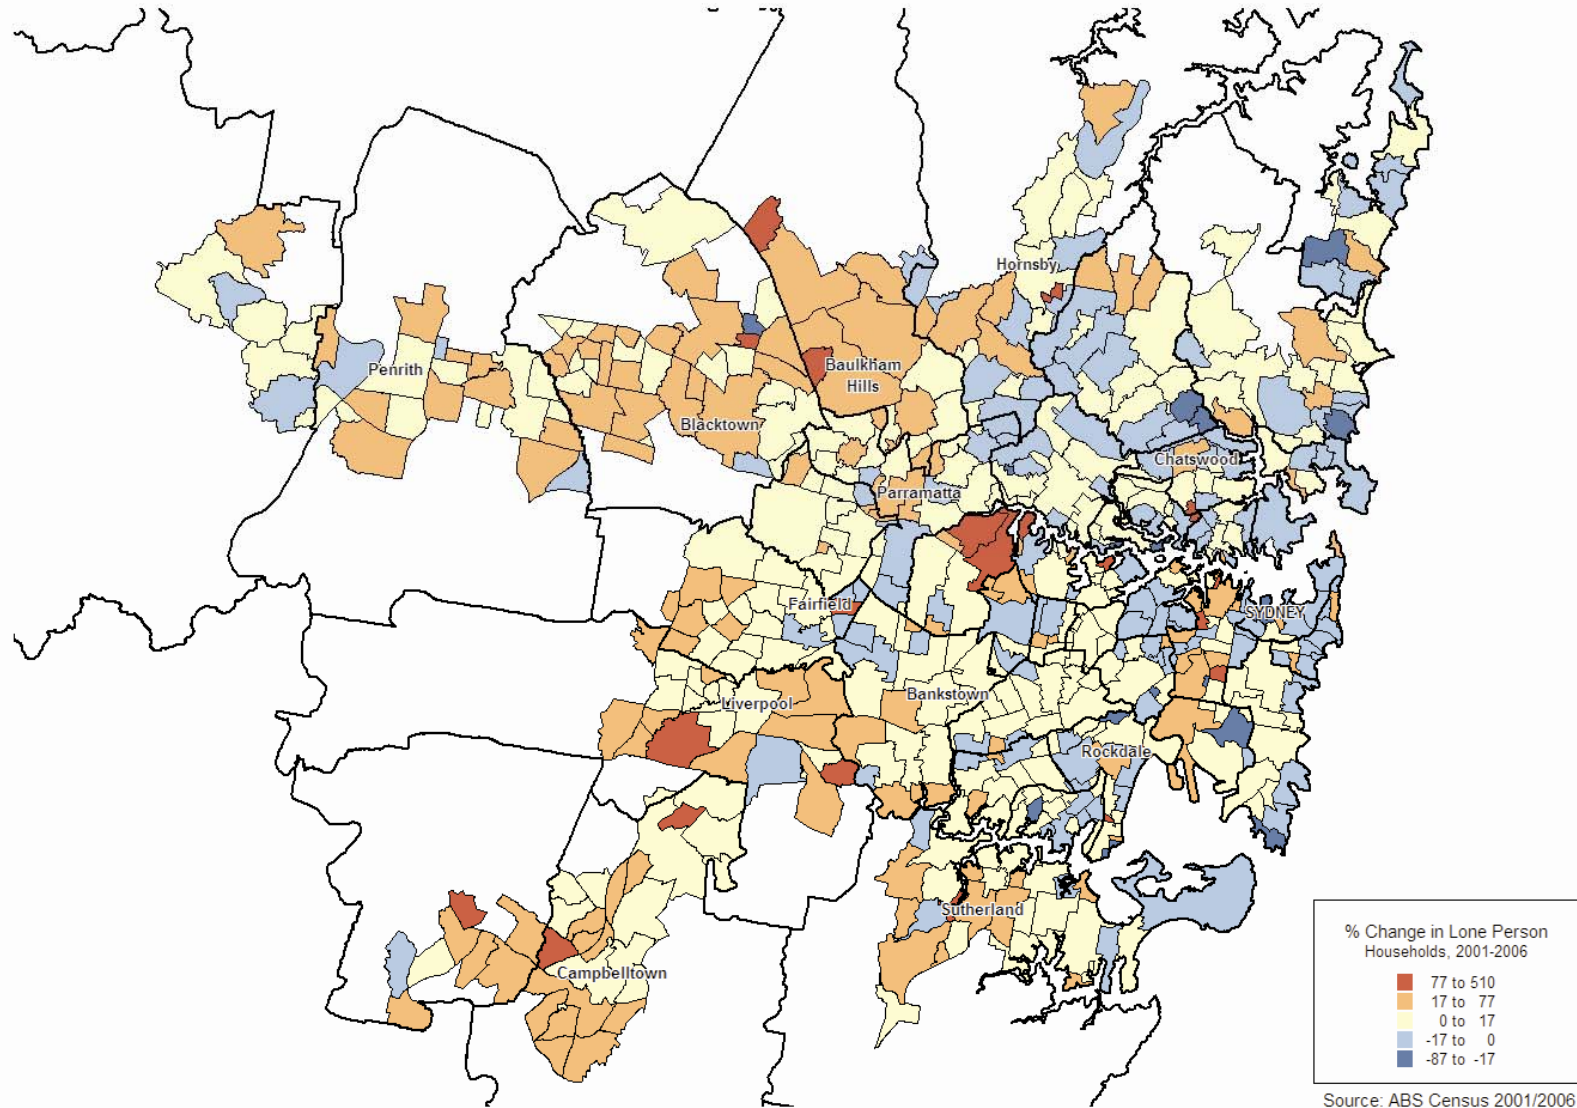 Hornsby
Penrith
Baulkham
Hills
Blacktown
Chatswood
Parramatta
Fairfield
SYDNEY
Bankstown
Liverpool
Rockdale
Sutherland
Campbelltown
% Change in Lone Person
Households, 2001-2006
77 to 510
17 to 77
0 to 17
-17 to 0
-87 to -17
Source: ABS Census 2001/2006